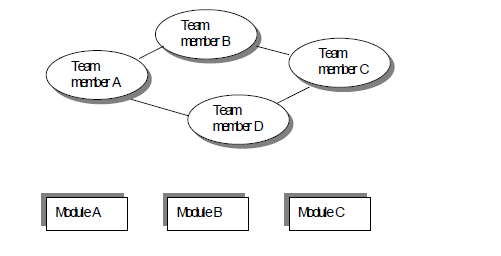 Team
member B
Team
member C
Team
member A
Team
member D
Module A
Module B
Module C